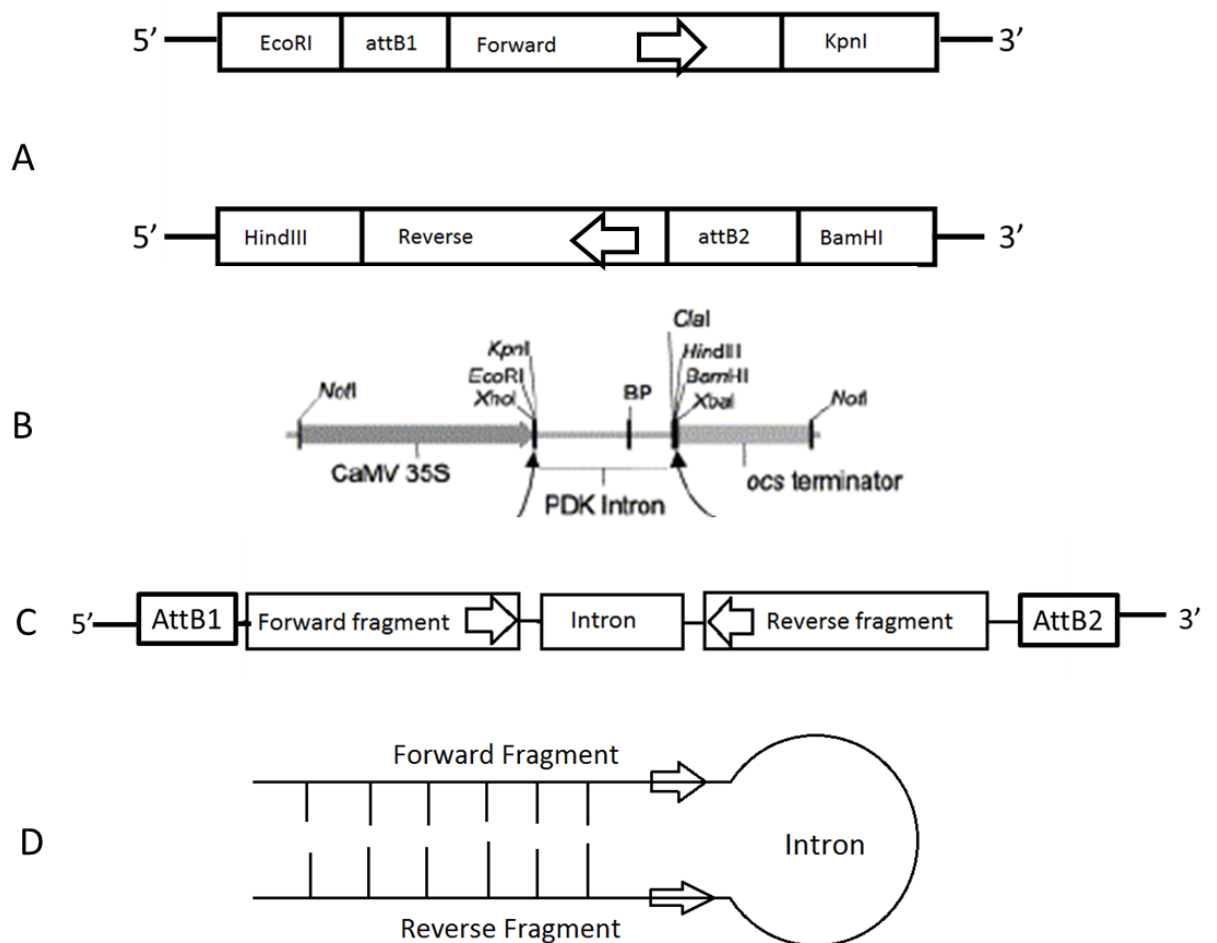 5’ EcoRI attB1 Forward KpnI 3’
A
5’ HindIII Reverse attB2 BamHI 3’
ClaI
KpnI HindIII
NotI EcoRI BP BamHI NotI
XhoI XbaI
B
CaMV 35S ocs terminator
PDK Intron
C 5’ AttB1 Forward fragment Intron Reverse fragment AttB2 3’
Forward Fragment
D Intron
Reverse Fragment